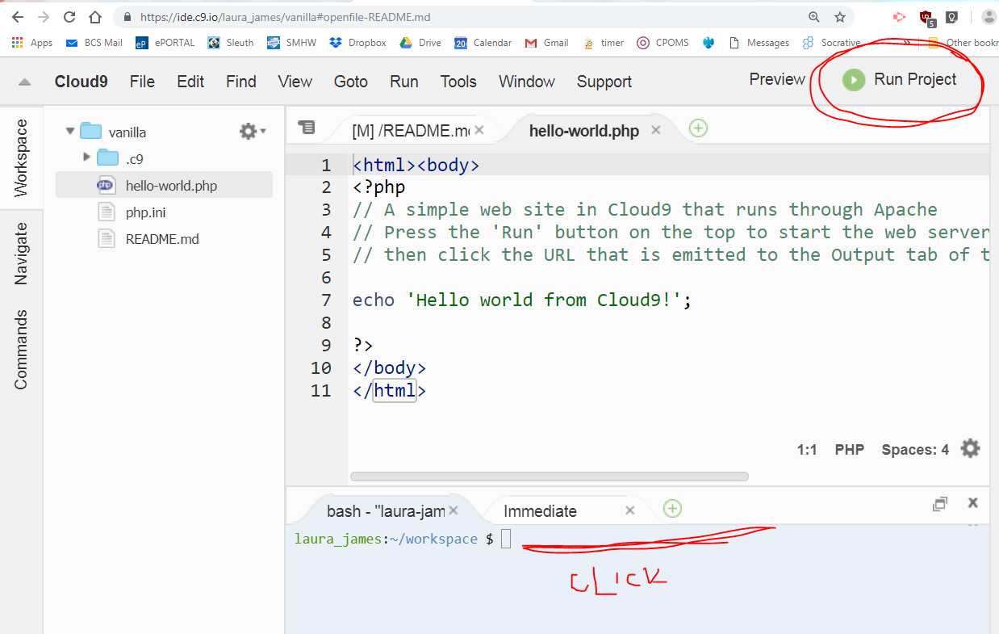 https://ide.c9.io/laura_james/vanilla#openfile-README.md
5
Apps BCS Mail eP ePORTAL Sleuth SMHW Dropbox Drive 20 Calendar Gmail timer CPOMS Messages Socrative » Other bookr
Cloud9 File Edit Find View Goto Run Tools Window Support Preview Run Project
Workspace
Navigate
Commands
vanilla
.c9
php hello-world.php
php.ini
README.md
[M] /README.m
hello-world.php
1 <html><body>
2 <?php
3 // A simple web site in Cloud9 that runs through Apache
4 // Press the 'Run' button on the top to start the web server
5 // then click the URL that is emitted to the Output tab of t
6
7 echo 'Hello world from Cloud9!';
8
9 ?>
10 </body>
11 </html>
1:1 PHP Spaces: 4
bash - "laura-jam Immediate
laura_james:~/workspace $
CLICK